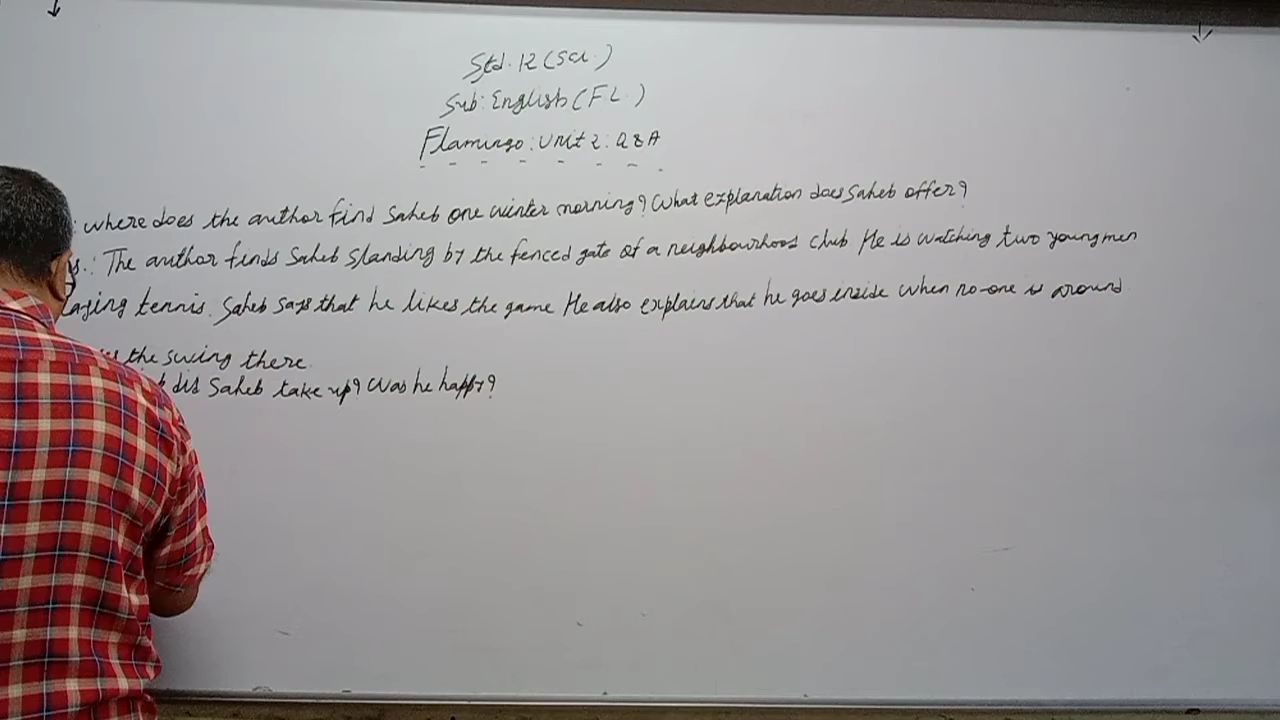 Std. 12 (Sci.)
Sub: English (F L.)
Flamingo: Unit 2: Q & A
: where does the author find Saheb one winter morning? What explanation does Saheb offer?
s.: The author finds Saheb standing by the fenced gate of a neighbourhood club He is watching two young men
laying tennis. Saheb says that he likes the game He also explains that he goes inside when no-one is around
the swing there.
did Saheb take up? Was he happy?